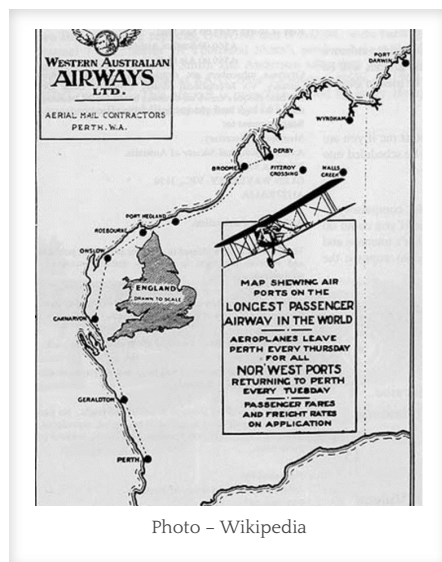 WESTERN AUSTRALIAN
AIRWAYS
LTD.
AERIAL MAIL CONTRACTORS
PERTH. W.A.
PORT
DARWIN
WYNDHAM
DERBY
BROOME
FITZROY
CROSSING
HALLS
CREEK
PORT HEDLAND
ROEBOURNE
ONSLOW
ENGLAND
DRAWN TO SCALE
CARNARVON
GERALDTON
PERTH
MAP SHEWING AIR
PORTS ON THE
LONGEST PASSENGER
AIRWAY IN THE WORLD
AEROPLANES LEAVE
PERTH EVERY THURSDAY
FOR ALL
NOR' WEST PORTS
RETURNING TO PERTH
EVERY TUESDAY
PASSENGER FARES
AND FREIGHT RATES
ON APPLICATION
Photo – Wikipedia